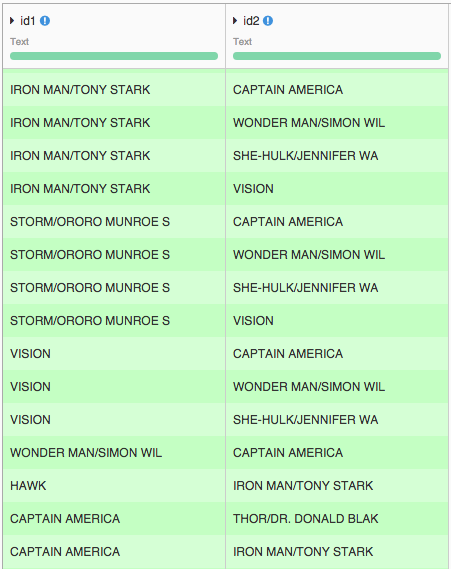 id1 id2
Text Text
IRON MAN/TONY STARK CAPTAIN AMERICA
IRON MAN/TONY STARK WONDER MAN/SIMON WIL
IRON MAN/TONY STARK SHE-HULK/JENNIFER WA
IRON MAN/TONY STARK VISION
STORM/ORORO MUNROE S CAPTAIN AMERICA
STORM/ORORO MUNROE S WONDER MAN/SIMON WIL
STORM/ORORO MUNROE S SHE-HULK/JENNIFER WA
STORM/ORORO MUNROE S VISION
VISION CAPTAIN AMERICA
VISION WONDER MAN/SIMON WIL
VISION SHE-HULK/JENNIFER WA
WONDER MAN/SIMON WIL CAPTAIN AMERICA
HAWK IRON MAN/TONY STARK
CAPTAIN AMERICA THOR/DR. DONALD BLAK
CAPTAIN AMERICA IRON MAN/TONY STARK